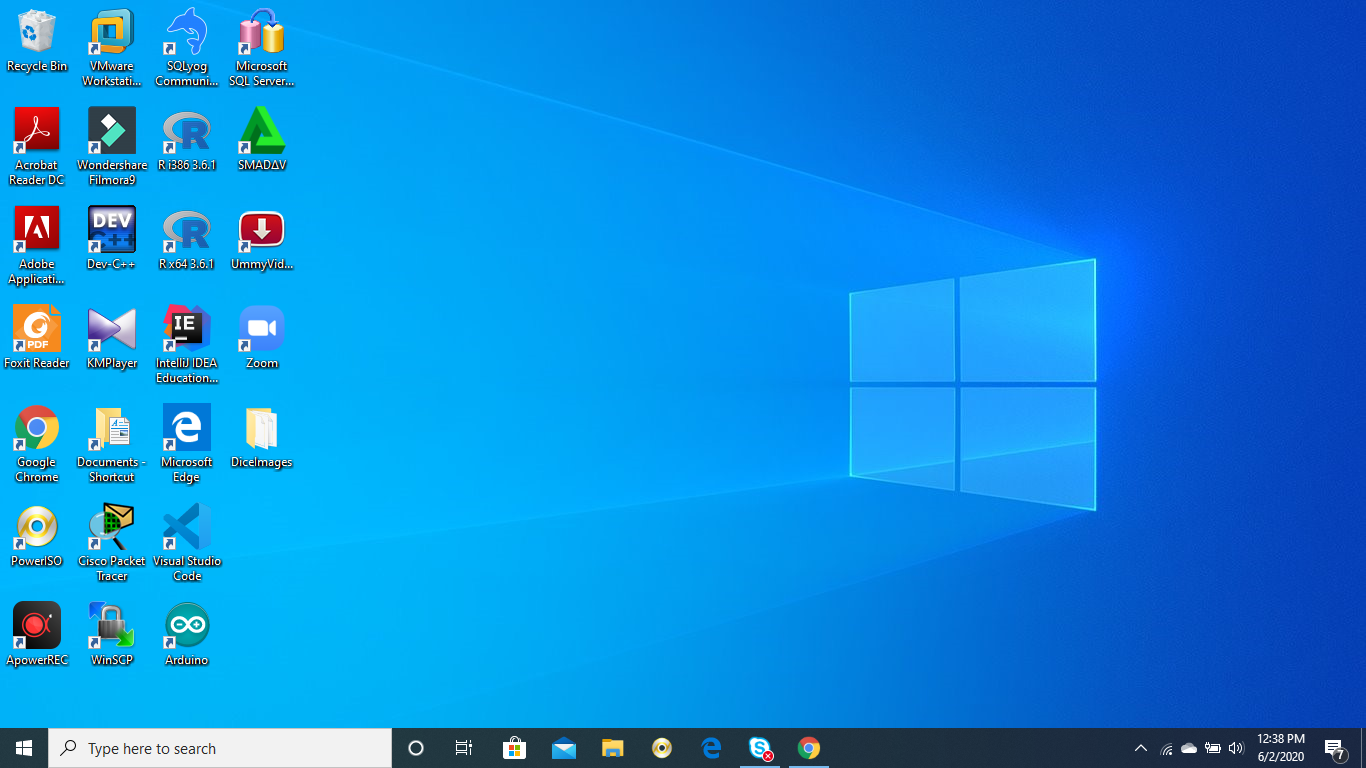 Recycle Bin
VMware
Workstati...
SQLyog
Communi...
Microsoft
SQL Server...
Acrobat
Reader DC
Wondershare
Filmora9
R
R i386 3.6.1
SMADΔV
Adobe
Applicati...
DEV
C++
Dev-C++
R
R x64 3.6.1
UmmyVid...
PDF
Foxit Reader
KMPlayer
IE
IntelliJ IDEA
Education...
Zoom
Google
Chrome
Documents -
Shortcut
Microsoft
Edge
DiceImages
PowerISO
Cisco Packet
Tracer
Visual Studio
Code
ApowerREC
WinSCP
Arduino
Type here to search
12:38 PM
6/2/2020
7